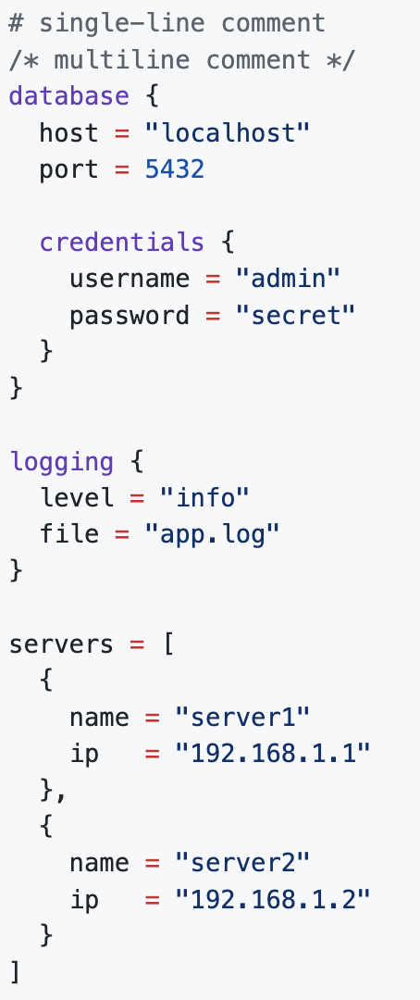 # single-line comment
/* multiline comment */
database {
  host = "localhost"
  port = 5432

  credentials {
    username = "admin"
    password = "secret"
  }
}

logging {
  level = "info"
  file = "app.log"
}

servers = [
  {
    name = "server1"
    ip   = "192.168.1.1"
  },
  {
    name = "server2"
    ip   = "192.168.1.2"
  }
]